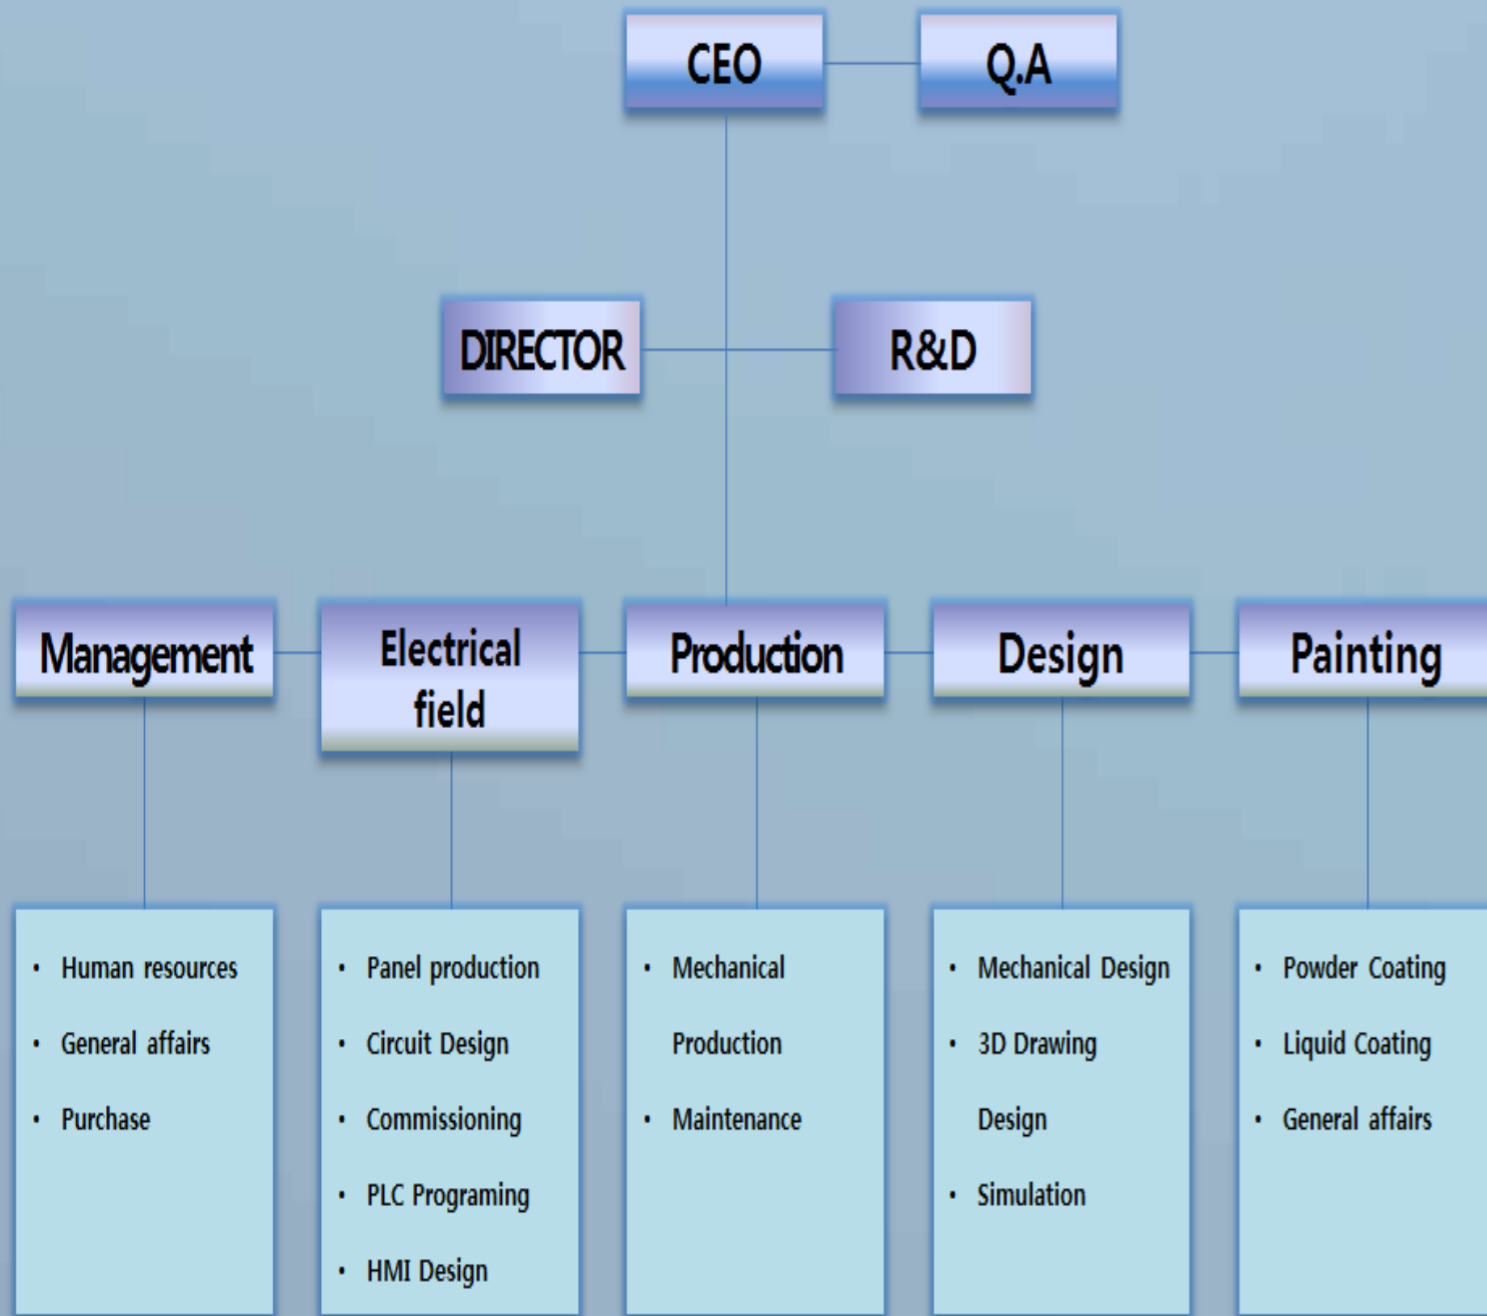 CEO
Q.A
DIRECTOR
R&D
Management
Electrical
field
Production
Design
Painting
• Human resources
• General affairs
• Purchase
• Panel production
• Circuit Design
• Commissioning
• PLC Programing
• HMI Design
• Mechanical
Production
• Maintenance
• Mechanical Design
• 3D Drawing
Design
• Simulation
• Powder Coating
• Liquid Coating
• General affairs